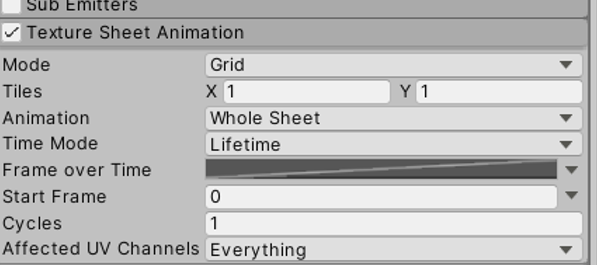 Sub Emitters
Texture Sheet Animation
Mode Grid
Tiles X 1 Y 1
Animation Whole Sheet
Time Mode Lifetime
Frame over Time
Start Frame 0
Cycles 1
Affected UV Channels Everything